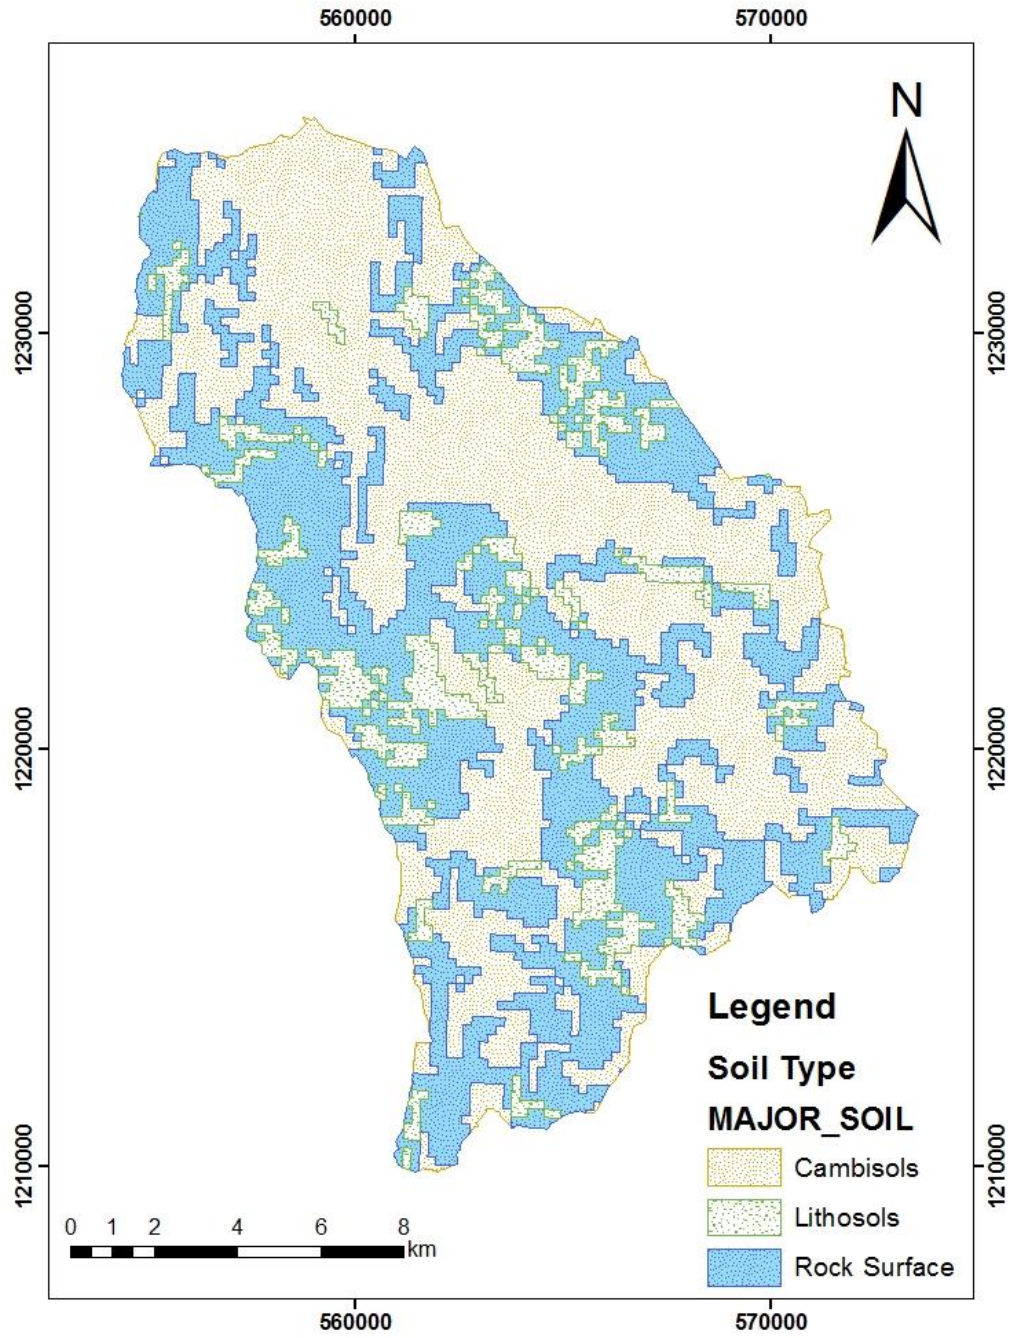 560000 570000
N
1230000 1230000
1220000 1220000
Legend
Soil Type
MAJOR_SOIL
1210000 1210000
Cambisols
Lithosols
Rock Surface
0 1 2 4 6 8
km
560000 570000